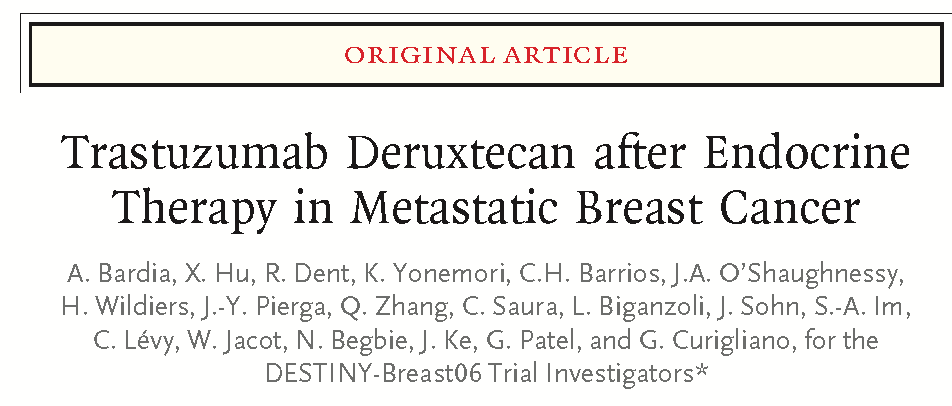 ORIGINAL ARTICLE
Trastuzumab Deruxtecan after Endocrine
Therapy in Metastatic Breast Cancer
A. Bardia, X. Hu, R. Dent, K. Yonemori, C.H. Barrios, J.A. O’Shaughnessy,
H. Wildiers, J.-Y. Pierga, Q. Zhang, C. Saura, L. Biganzoli, J. Sohn, S.-A. Im,
C. Lévy, W. Jacot, N. Begbie, J. Ke, G. Patel, and G. Curigliano, for the
DESTINY-Breast06 Trial Investigators*